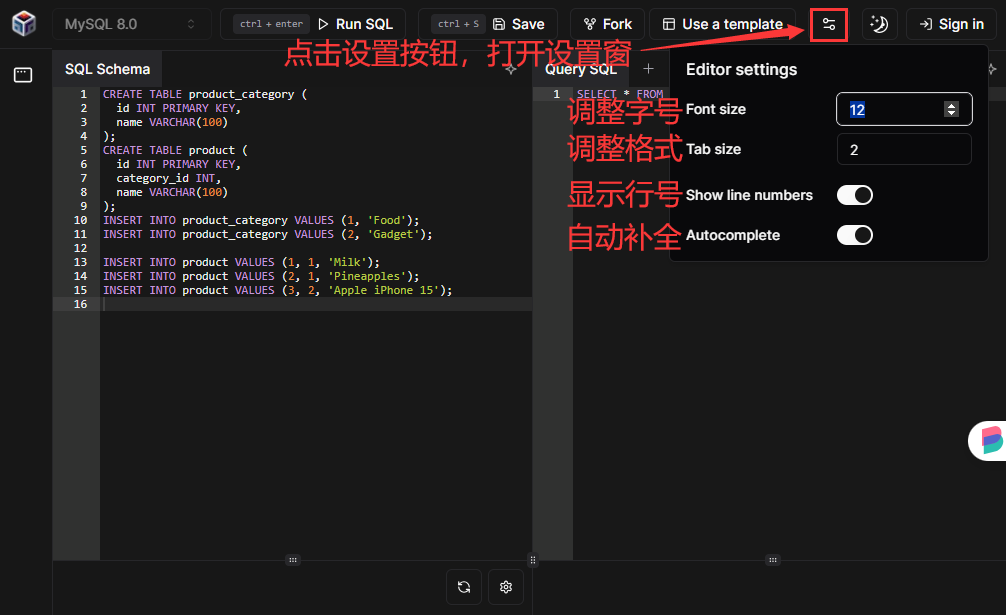 MySQL 8.0
ctrl + enter
Run SQL
ctrl + S
Save
Fork
Use a template
Sign in
点击设置按钮，打开设置窗
SQL Schema
Query SQL
Editor settings
1 CREATE TABLE product_category (
2   id INT PRIMARY KEY,
3   name VARCHAR(100)
4 );
5 CREATE TABLE product (
6   id INT PRIMARY KEY,
7   category_id INT,
8   name VARCHAR(100)
9 );
10 INSERT INTO product_category VALUES (1, 'Food');
11 INSERT INTO product_category VALUES (2, 'Gadget');
12
13 INSERT INTO product VALUES (1, 1, 'Milk');
14 INSERT INTO product VALUES (2, 1, 'Pineapples');
15 INSERT INTO product VALUES (3, 2, 'Apple iPhone 15');
16
1 SELECT * FROM
调整字号 Font size 12
调整格式 Tab size 2
显示行号 Show line numbers
自动补全 Autocomplete